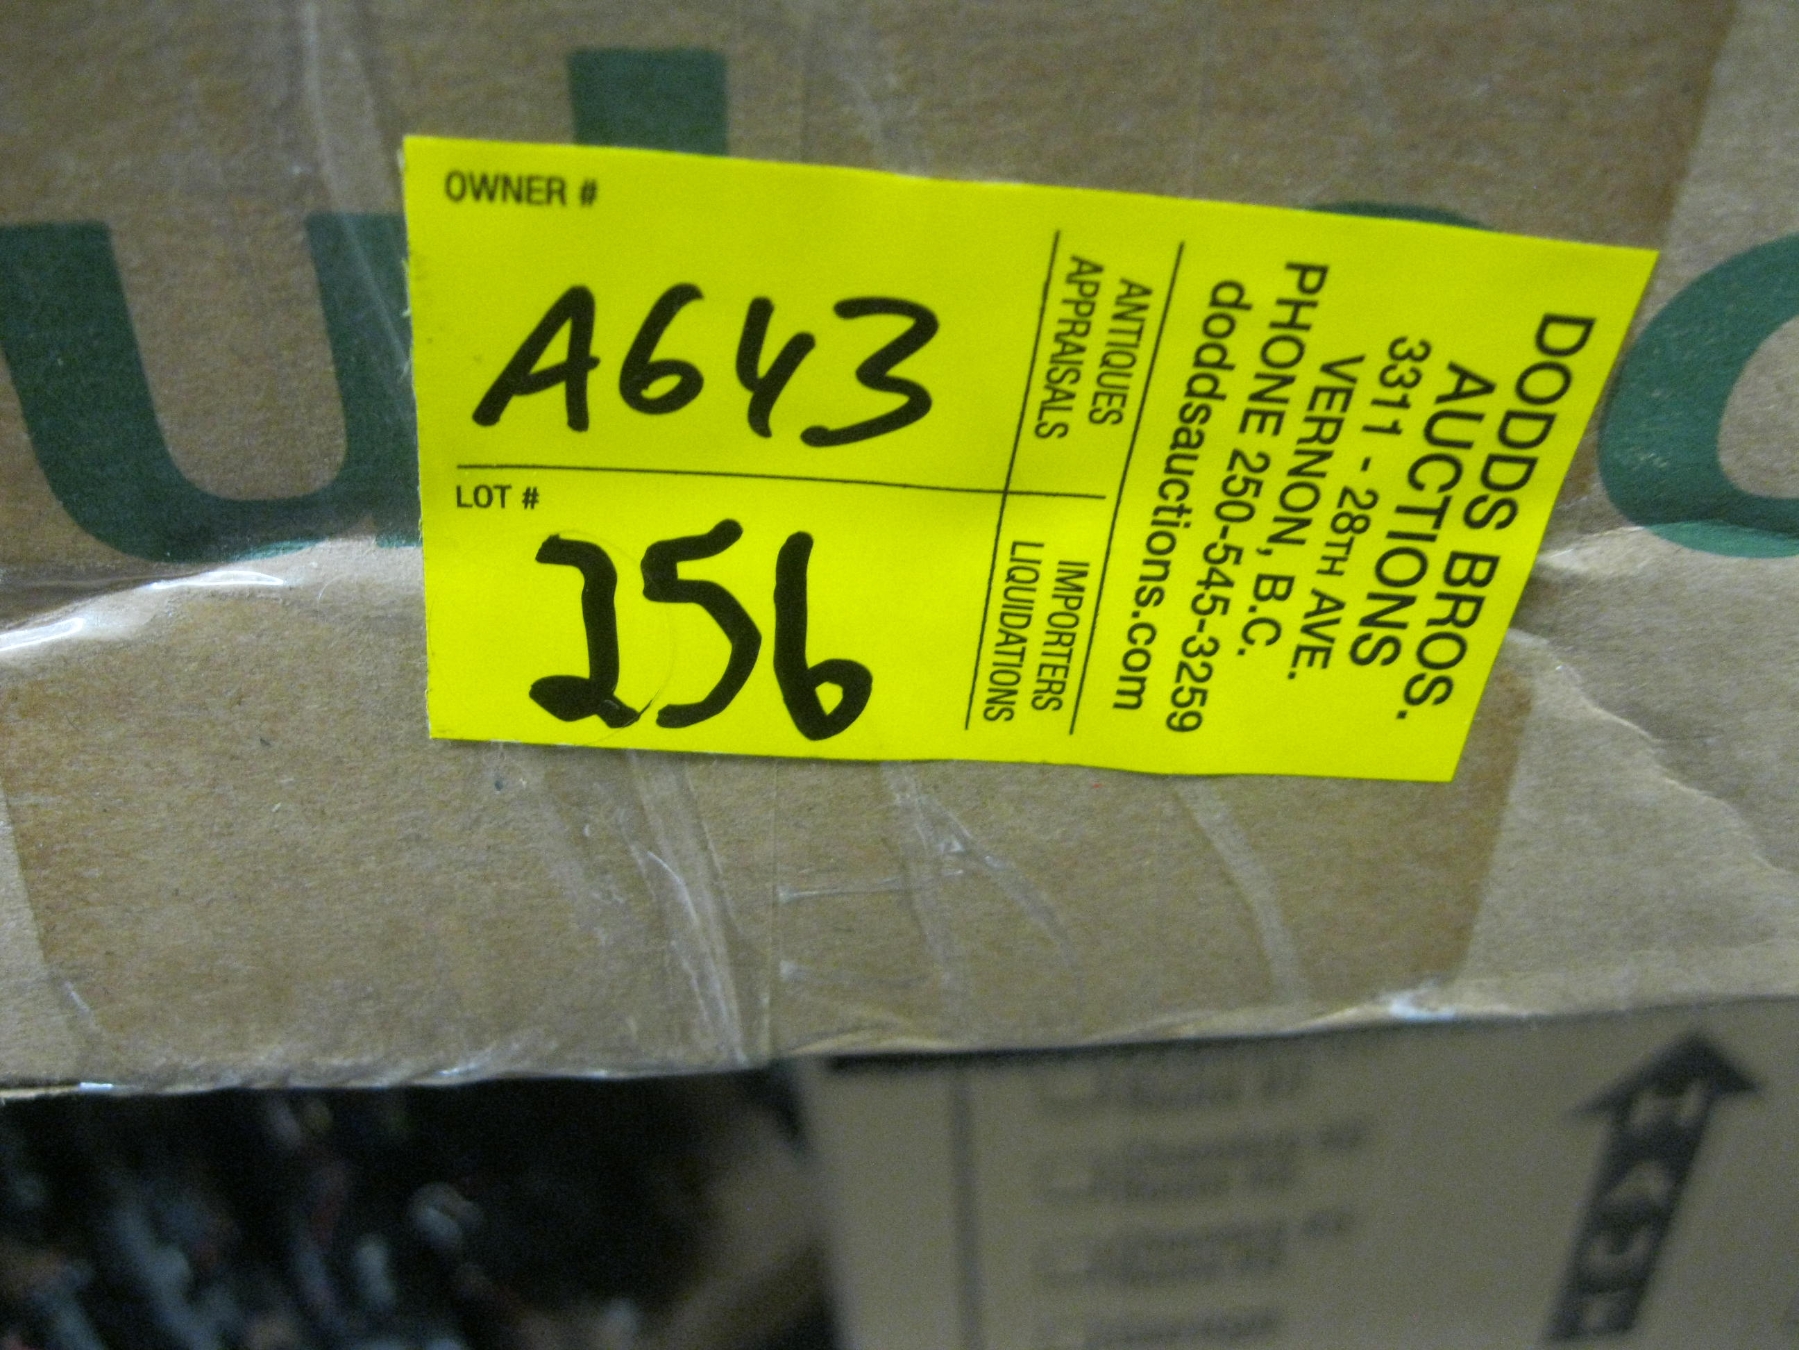 OWNER #
A643
LOT #
256
ANTIQUES
APPRAISALS
IMPORTERS
LIQUIDATIONS
DODDS BROS.
AUCTIONS
3311 - 28TH AVE.
VERNON, B.C.
PHONE 250-545-3259
doddsauctions.com